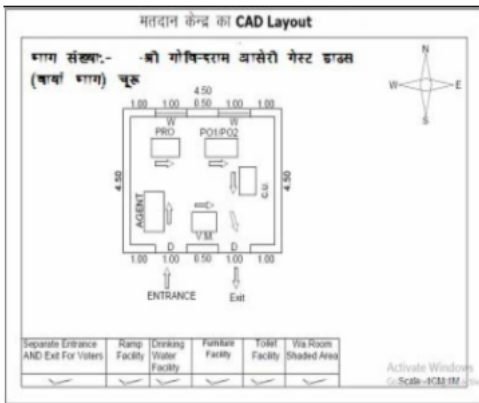 मतदान केन्द्र का CAD Layout
भाग संख्या:- -श्री गोविन्दराम आसेरी गेस्ट हाउस
(बायां भाग) चूरू
N
W E
S
4.50
1.00 1.00 0.50 1.00 1.00
W W
PRO PO1/PO2
4.50 4.50
C.U.
AGENT
V.M.
D D
1.00 1.00 0.50 1.00 1.00
ENTRANCE Exit
Separate Entrance Ramp Drinking Furniture Toilet Wa.Room
AND Exit For Voters Facility Water Facility Facility Shaded Area
Facility
Activate Windows
Scale -1CM:1M